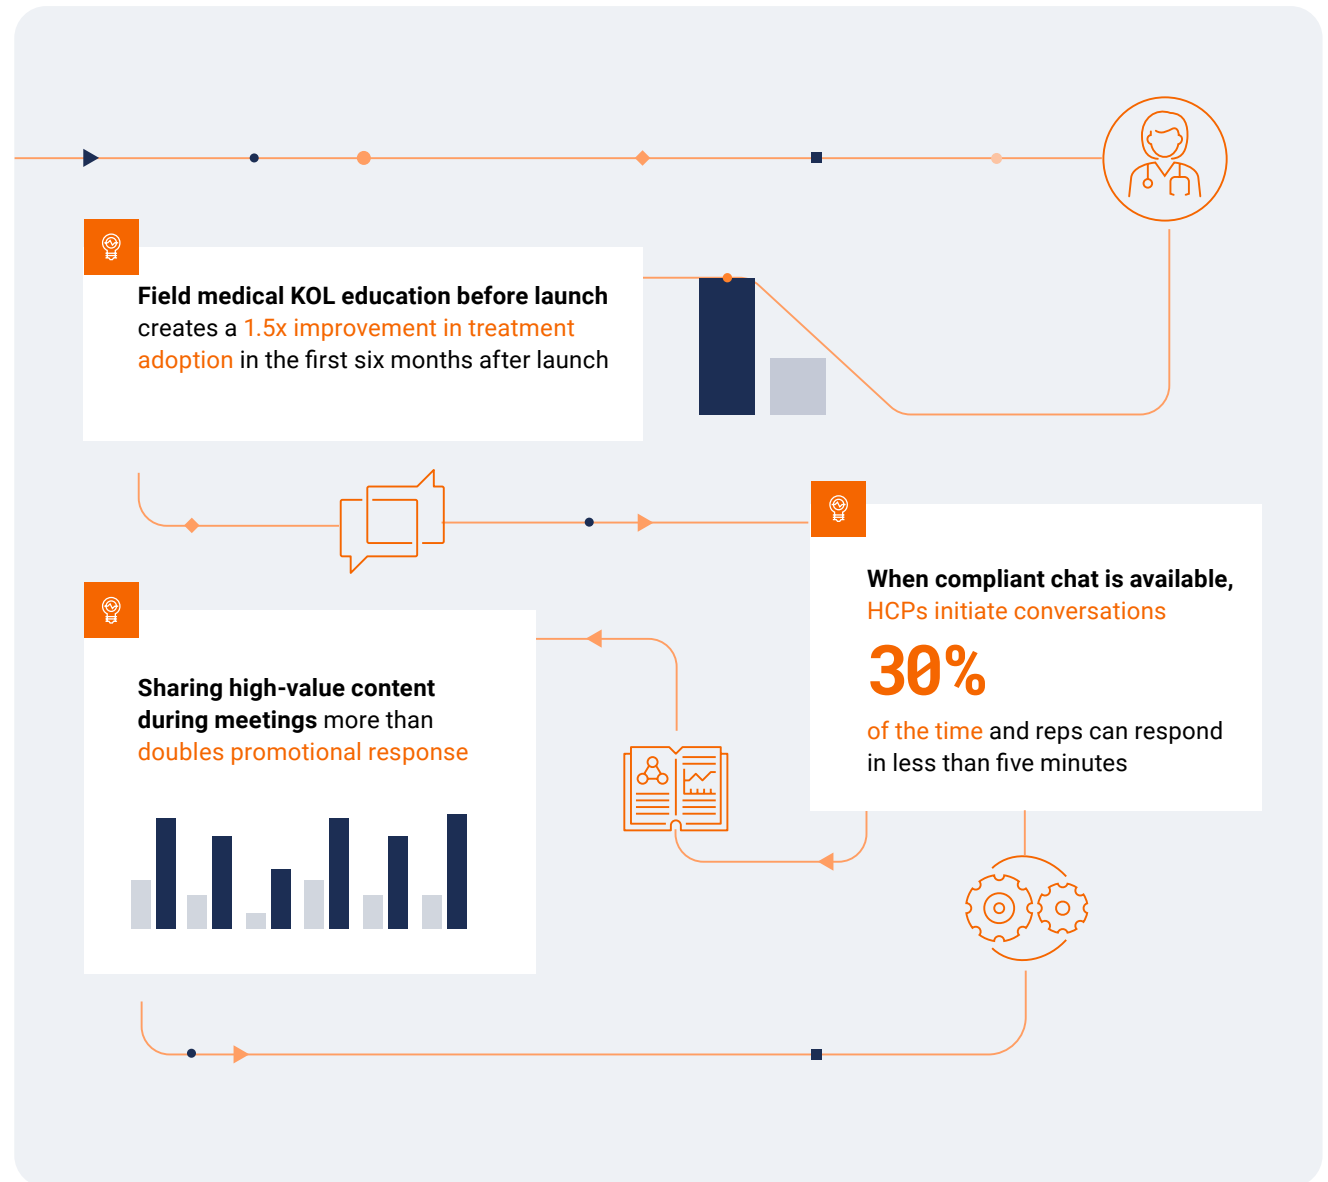 Field medical KOL education before launch
creates a 1.5x improvement in treatment
adoption in the first six months after launch
When compliant chat is available,
HCPs initiate conversations
30%
of the time and reps can respond
in less than five minutes
Sharing high-value content
during meetings more than
doubles promotional response